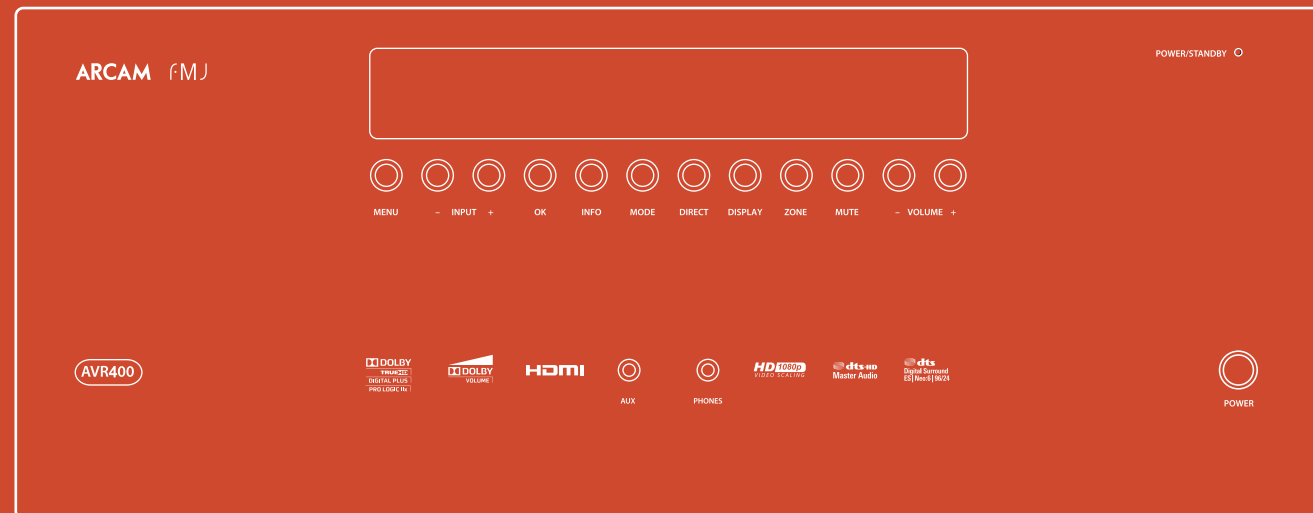 POWER/STANDBY
ARCAM FMJ
MENU – INPUT + OK INFO MODE DIRECT DISPLAY ZONE MUTE – VOLUME +
AVR400
DOLBY
TRUEHD
DIGITAL PLUS
PRO LOGIC IIx
DOLBY
VOLUME
HDMI
AUX
PHONES
HD 1080p
VIDEO SCALING
dts-HD
Master Audio
dts
Digital Surround
ES | Neo:6 | 96/24
POWER